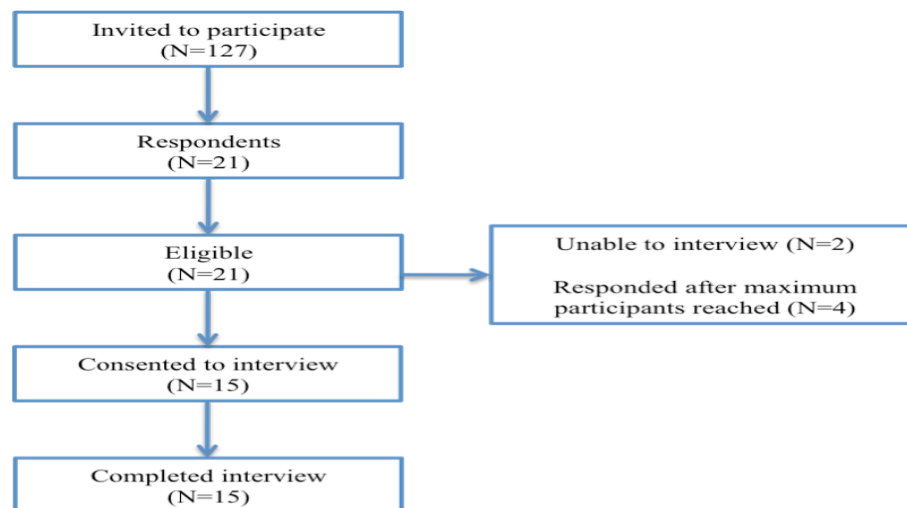 Invited to participate
(N=127)
Respondents
(N=21)
Eligible
(N=21)
Unable to interview (N=2)
Responded after maximum
participants reached (N=4)
Consented to interview
(N=15)
Completed interview
(N=15)